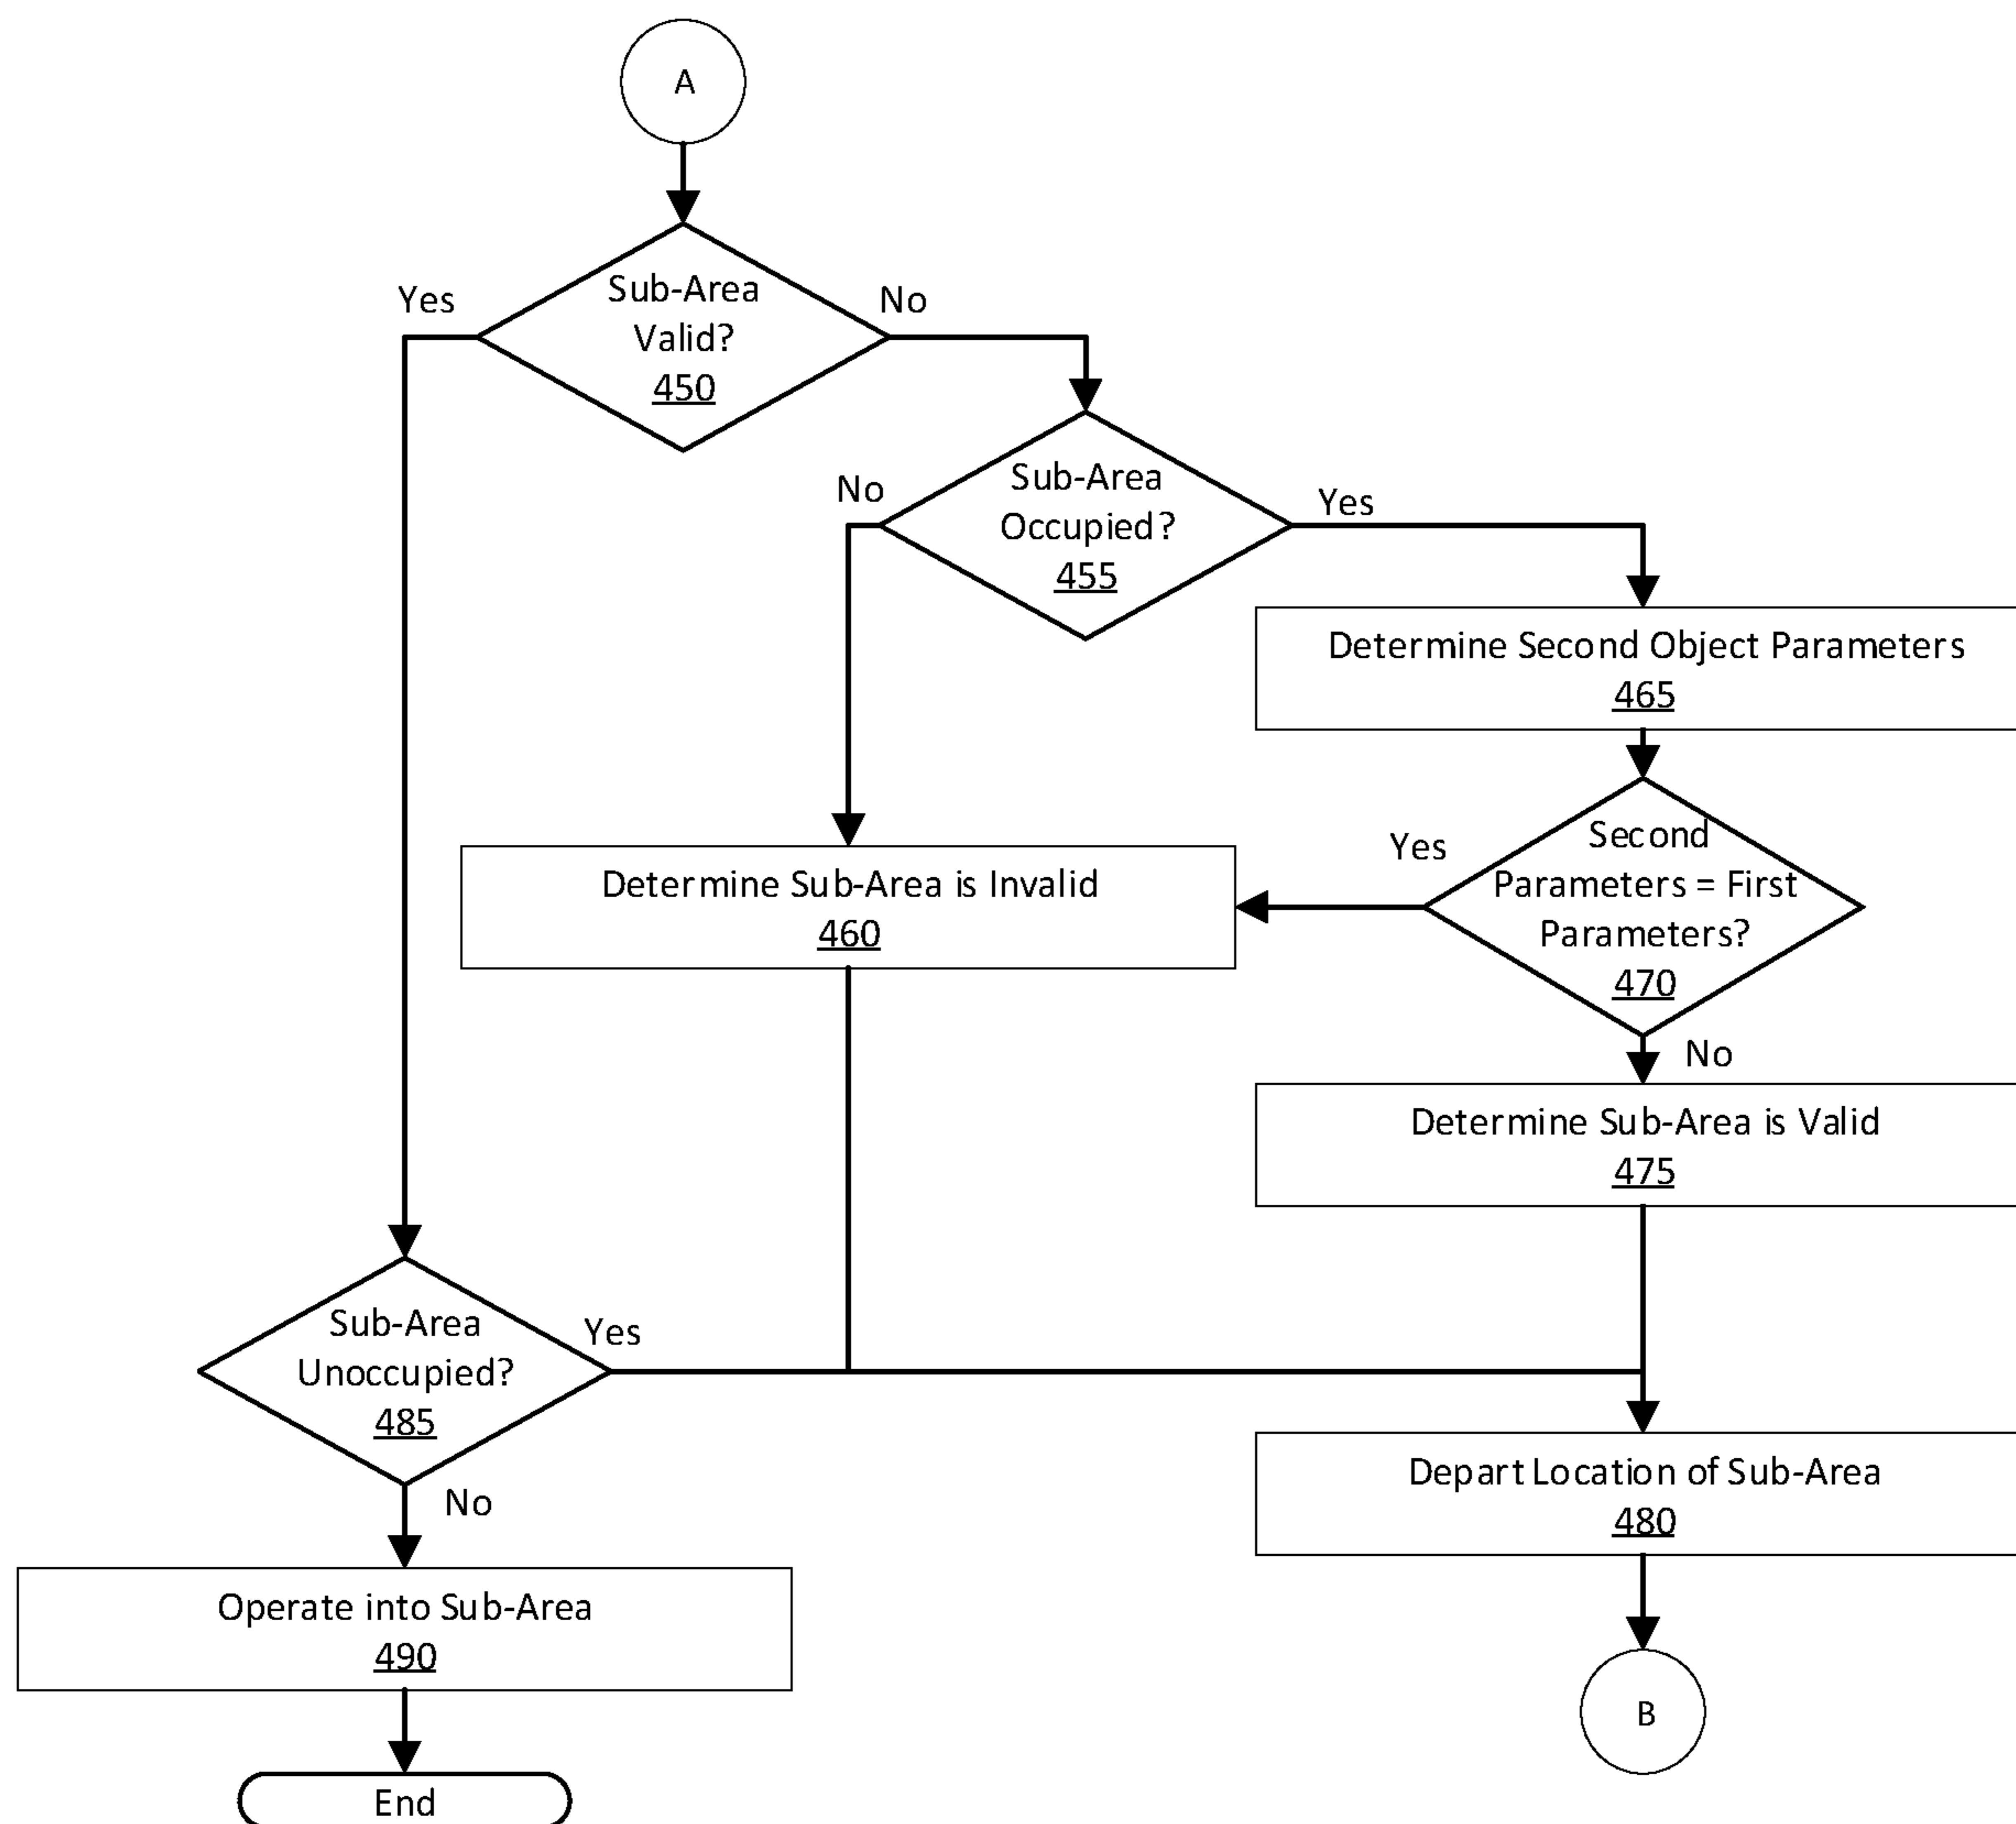 A
Sub-Area
Valid?
450
Yes
No
Sub-Area
Occupied?
455
No
Yes
Determine Second Object Parameters
465
Second
Parameters = First
Parameters?
470
Yes
No
Determine Sub-Area is Invalid
460
Determine Sub-Area is Valid
475
Sub-Area
Unoccupied?
485
Yes
No
Depart Location of Sub-Area
480
Operate into Sub-Area
490
B
End